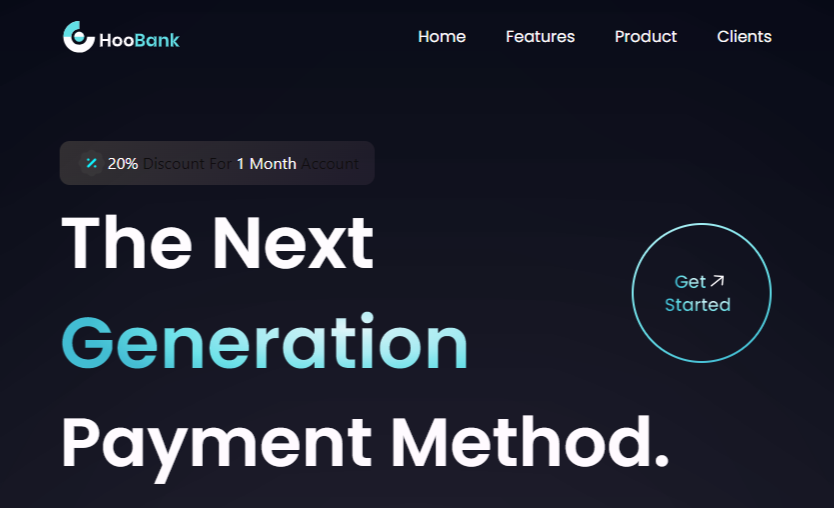 HooBank
Home Features Product Clients
20% Discount For 1 Month Account
The Next
Generation
Payment Method.
Get
Started